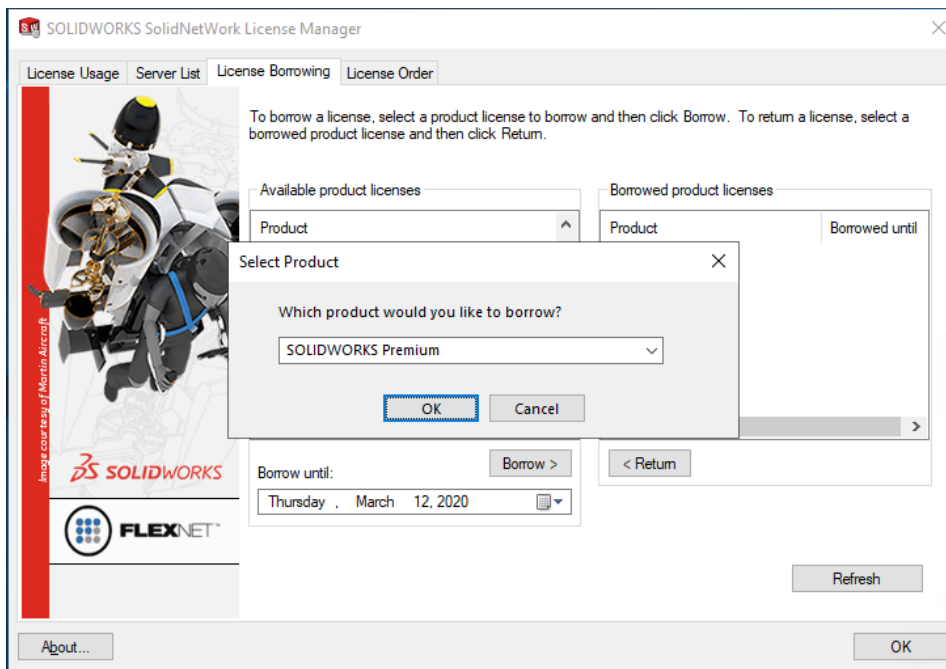 SOLIDWORKS SolidNetWork License Manager
License Usage
Server List
License Borrowing
License Order
To borrow a license, select a product license to borrow and then click Borrow. To return a license, select a
borrowed product license and then click Return.
Available product licenses
Borrowed product licenses
Product
Product
Borrowed until
Select Product
Which product would you like to borrow?
SOLIDWORKS Premium
OK
Cancel
Image courtesy of Martin Aircraft
SOLIDWORKS
FLEXNET
Borrow until:
Borrow >
< Return
Thursday , March 12, 2020
Refresh
About...
OK